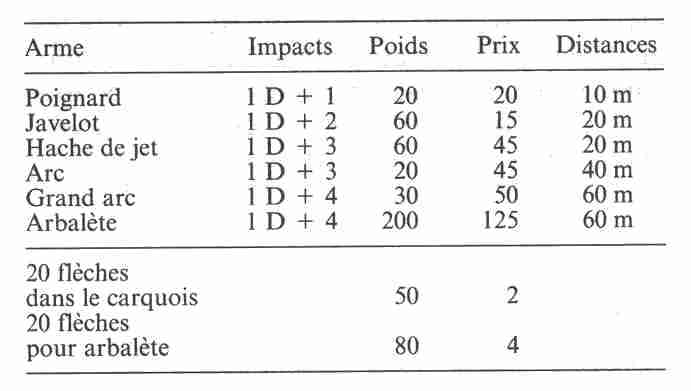 Arme Impacts Poids Prix Distances
Poignard 1 D + 1 20 20 10 m
Javelot 1 D + 2 60 15 20 m
Hache de jet 1 D + 3 60 45 20 m
Arc 1 D + 3 20 45 40 m
Grand arc 1 D + 4 30 50 60 m
Arbalète 1 D + 4 200 125 60 m
20 flèches
dans le carquois 50 2
20 flèches
pour arbalète 80 4